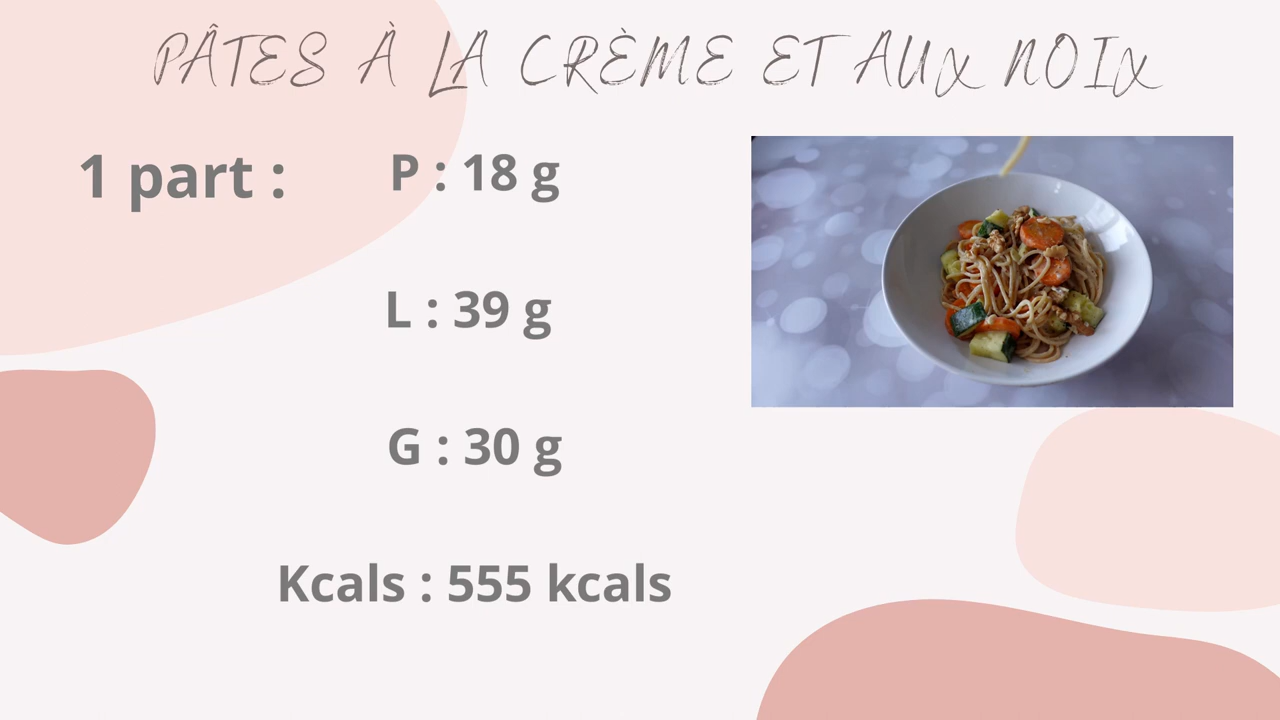 PÂTES À LA CRÈME ET AUX NOIX
1 part :
P : 18 g
L : 39 g
G : 30 g
Kcals : 555 kcals